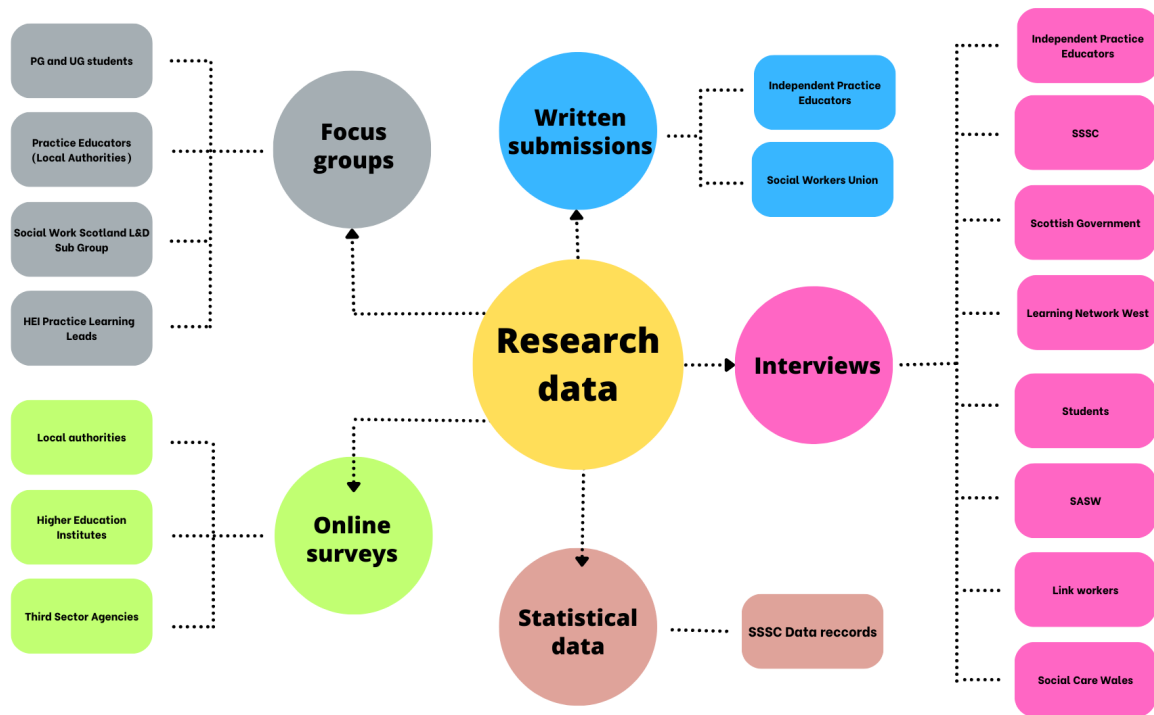 PG and UG students
Practice Educators
(Local Authorities)
Social Work Scotland L&D
Sub Group
HEI Practice Learning
Leads
Focus
groups
Written
submissions
Independent Practice
Educators
Social Workers Union
Research
data
Interviews
Independent Practice
Educators
SSSC
Scottish Government
Learning Network West
Students
SASW
Link workers
Social Care Wales
Local authorities
Higher Education
Institutes
Third Sector Agencies
Online
surveys
Statistical
data
SSSC Data reccords